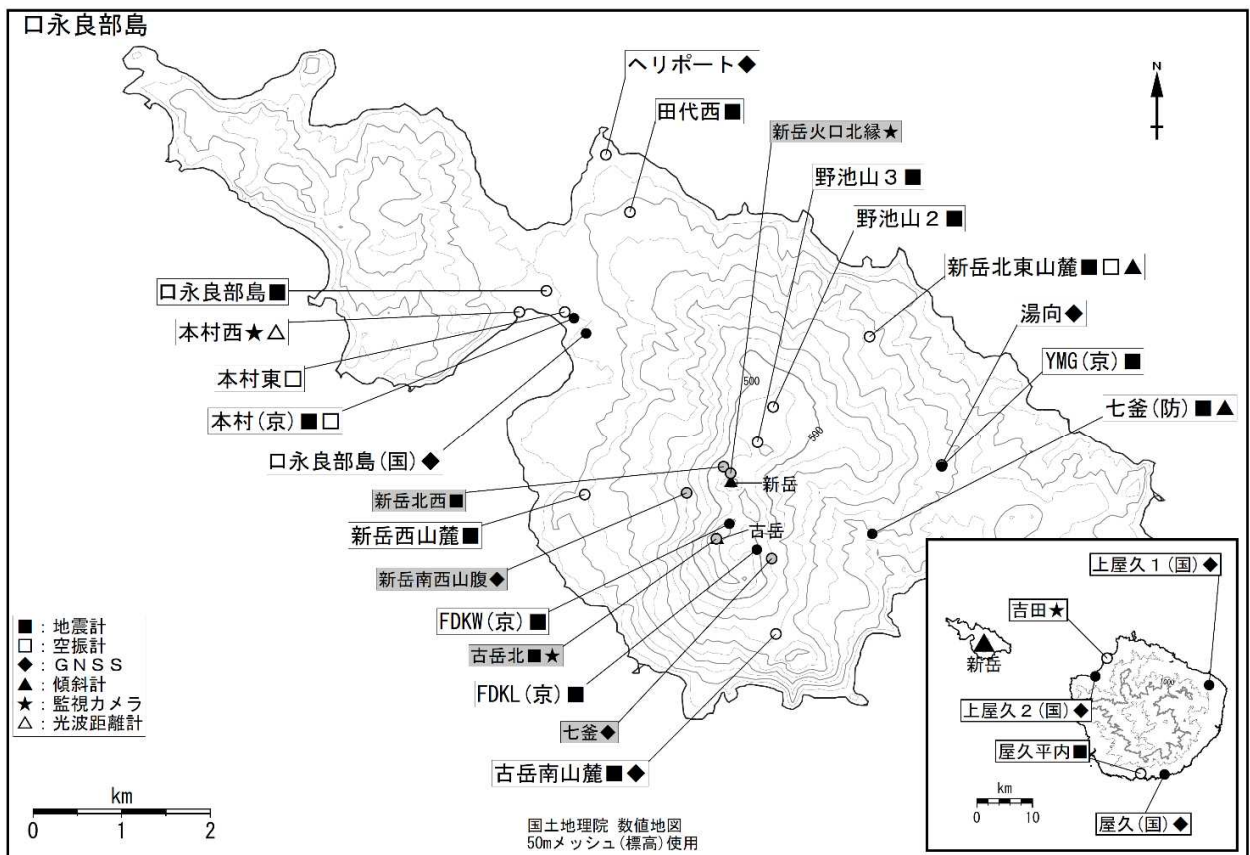 口永良部島
ヘリポート◆
N
田代西■
新岳火口北縁★
野池山3■
野池山2■
新岳北東山麓■□▲
口永良部島■
湯向◆
本村西★△
YMG(京)■
本村東□
500
七釜(防)■▲
本村(京)■□
500
口永良部島(国)◆
新岳
新岳北西■
新岳西山麓■
古岳
新岳南西山腹◆
FDKW(京)■
古岳北■★
FDKL(京)■
七釜◆
古岳南山麓■◆
■：地震計
□：空振計
◆：GNSS
▲：傾斜計
★：監視カメラ
△：光波距離計
km
0 1 2
国土地理院 数値地図
50mメッシュ(標高)使用
上屋久1(国)◆
吉田★
新岳
1000
上屋久2(国)◆
屋久平内■
km
0 10
屋久(国)◆